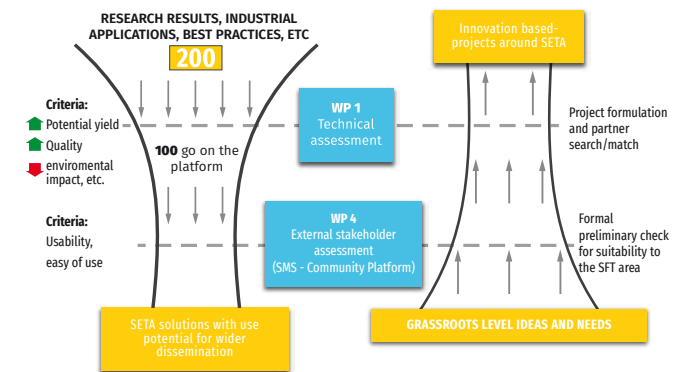 RESEARCH RESULTS, INDUSTRIAL
APPLICATIONS, BEST PRACTICES, ETC
200
Criteria:
Potential yield
Quality
enviromental
impact, etc.
100 go on the
platform
Criteria:
Usability,
easy of use
SETA solutions with use
potential for wider
dissemination
WP 1
Technical
assessment
WP 4
External stakeholder
assessment
(SMS - Community Platform)
Innovation based-
projects around SETA
Project formulation
and partner
search/match
Formal
preliminary check
for suitability to
the SFT area
GRASSROOTS LEVEL IDEAS AND NEEDS